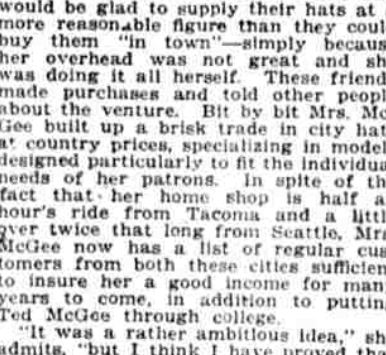 would be glad to supply their hats at
more reasonable figure than they coul
buy them "in town"—simply becaus
her overhead was not great and sh
was doing it all herself. These friend
made purchases and told other peopl
about the venture. Bit by bit Mrs. Mc
Gee built up a brisk trade in city hat
at country prices, specializing in model
designed particularly to fit the individua
needs of her patrons. In spite of th
fact that her home shop is half a
hour's ride from Tacoma and a littl
over twice that long from Seattle, Mrs
McGee now has a list of regular cus
tomers from both these cities sufficien
to insure her a good income for man
years to come, in addition to puttin
Ted McGee through college.
"It was a rather ambitious idea," sh
admits, "but I think I have proved th